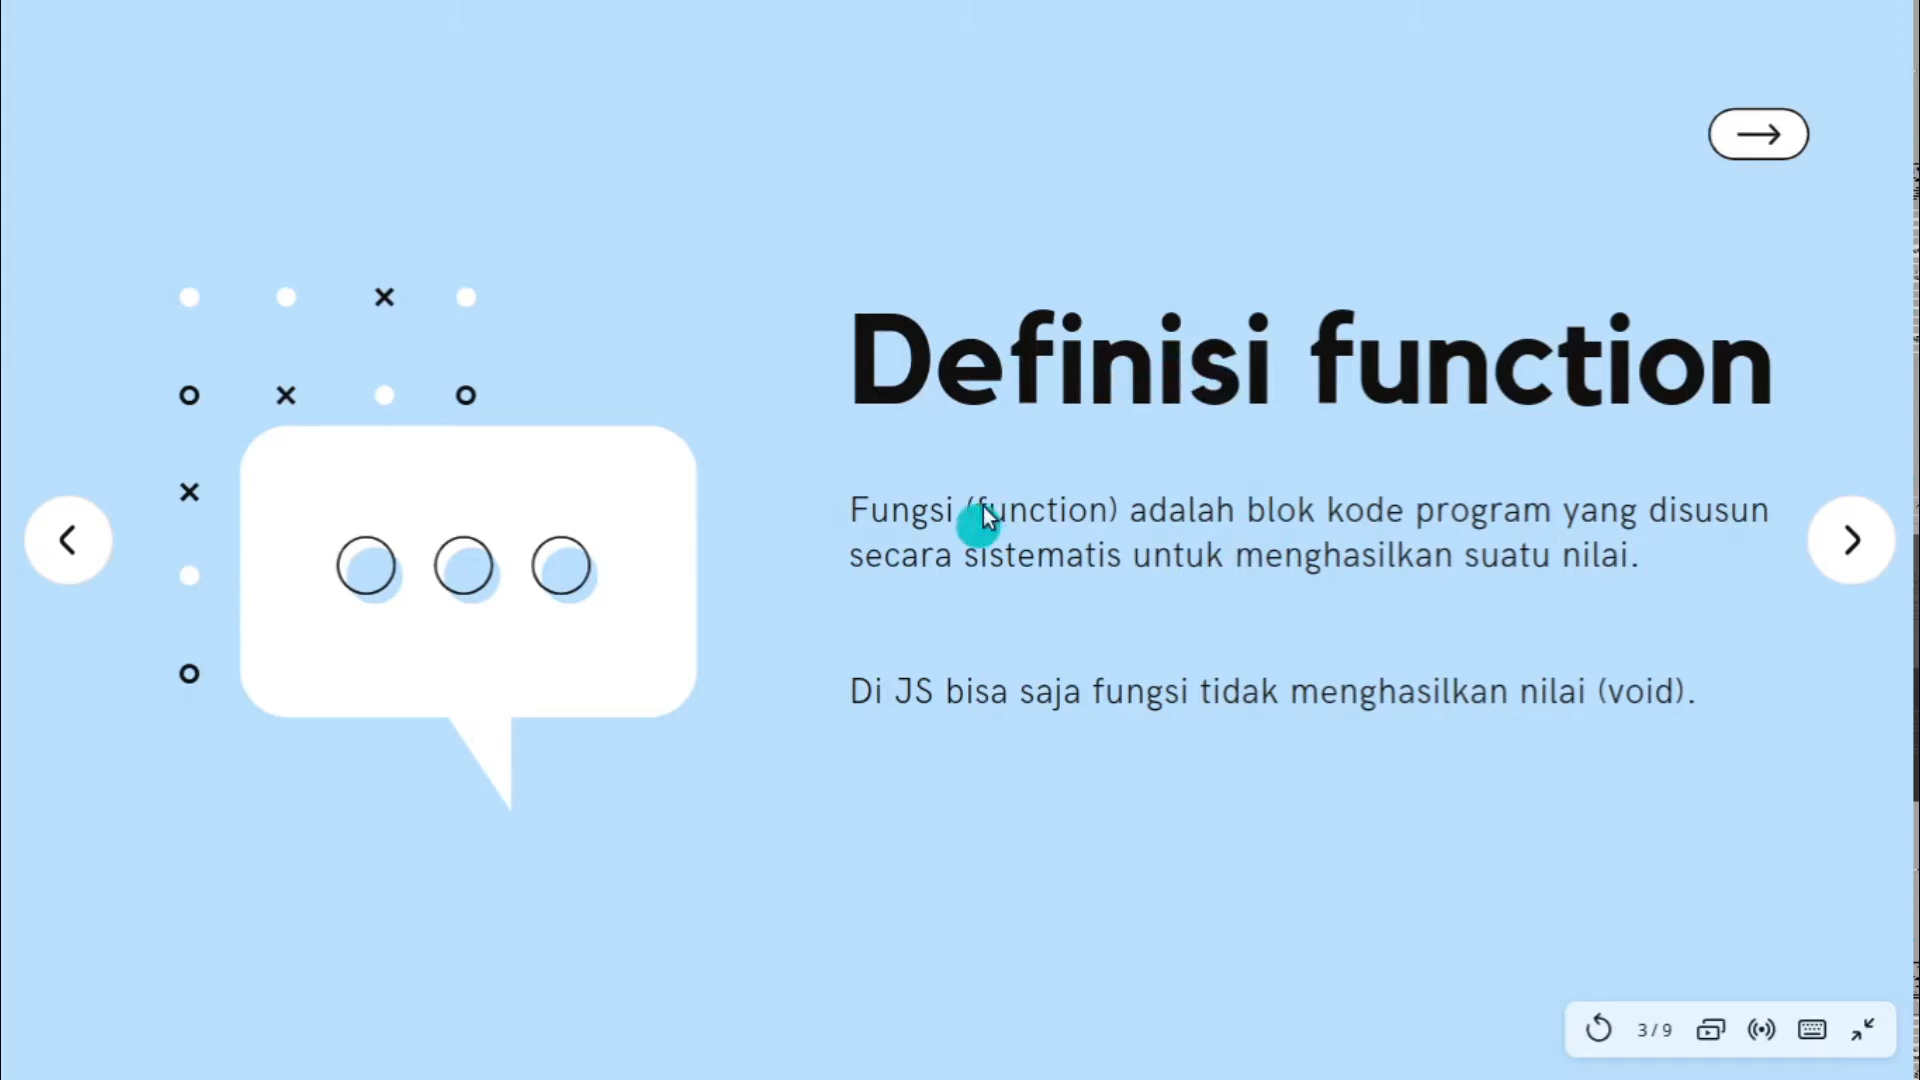 Definisi function
Fungsi (function) adalah blok kode program yang disusun
secara sistematis untuk menghasilkan suatu nilai.
Di JS bisa saja fungsi tidak menghasilkan nilai (void).
3/9